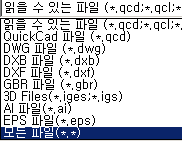 읽을 수 있는 파일 (*,qcd;*,qcl;*,
읽을 수 있는 파일 (*,qcd;*,qcl;*,
QuickCad 파일 (*,qcd)
DWG 파일 (*,dwg)
DXB 파일 (*,dxb)
DXF 파일 (*,dxf)
GBR 파일 (*,gbr)
3D Files(*,iges;*,igs)
AI 파일(*,ai)
EPS 파일(*,eps)
모든 파일(*,*)